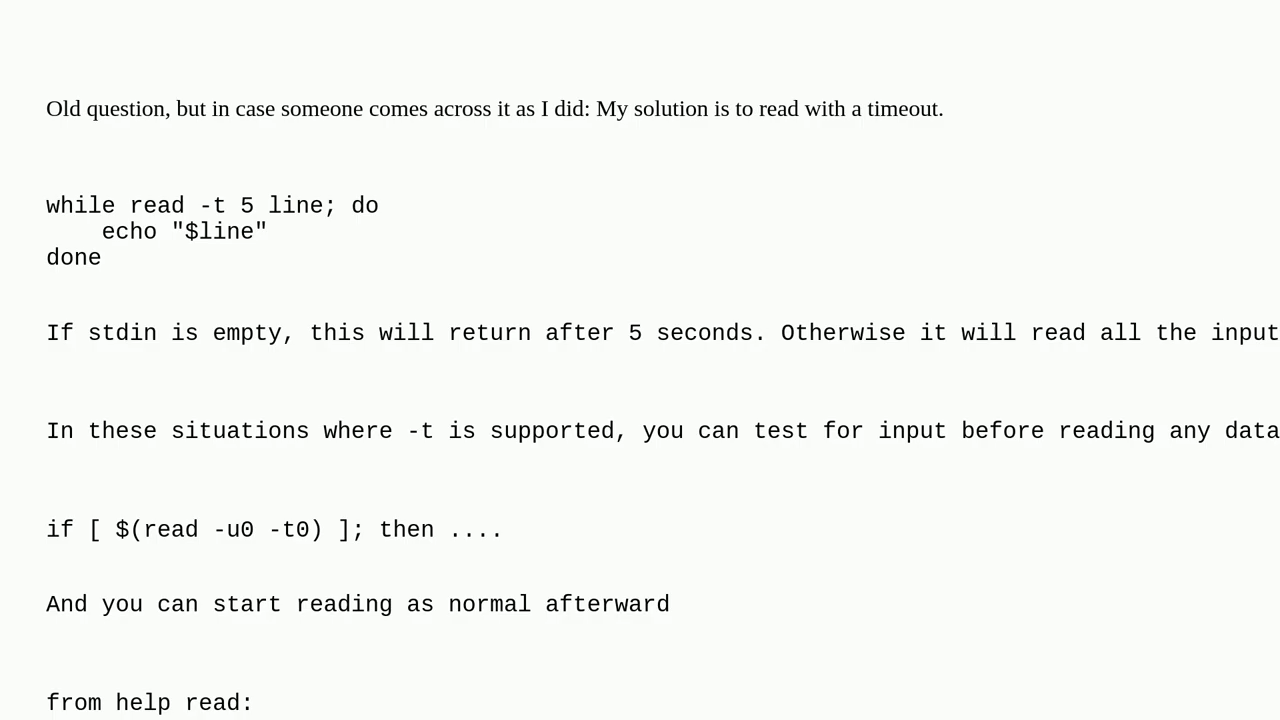 Old question, but in case someone comes across it as I did: My solution is to read with a timeout.
while read -t 5 line; do
    echo "$line"
done
If stdin is empty, this will return after 5 seconds. Otherwise it will read all the input
In these situations where -t is supported, you can test for input before reading any data
if [ $(read -u0 -t0) ]; then ....
And you can start reading as normal afterward
from help read: